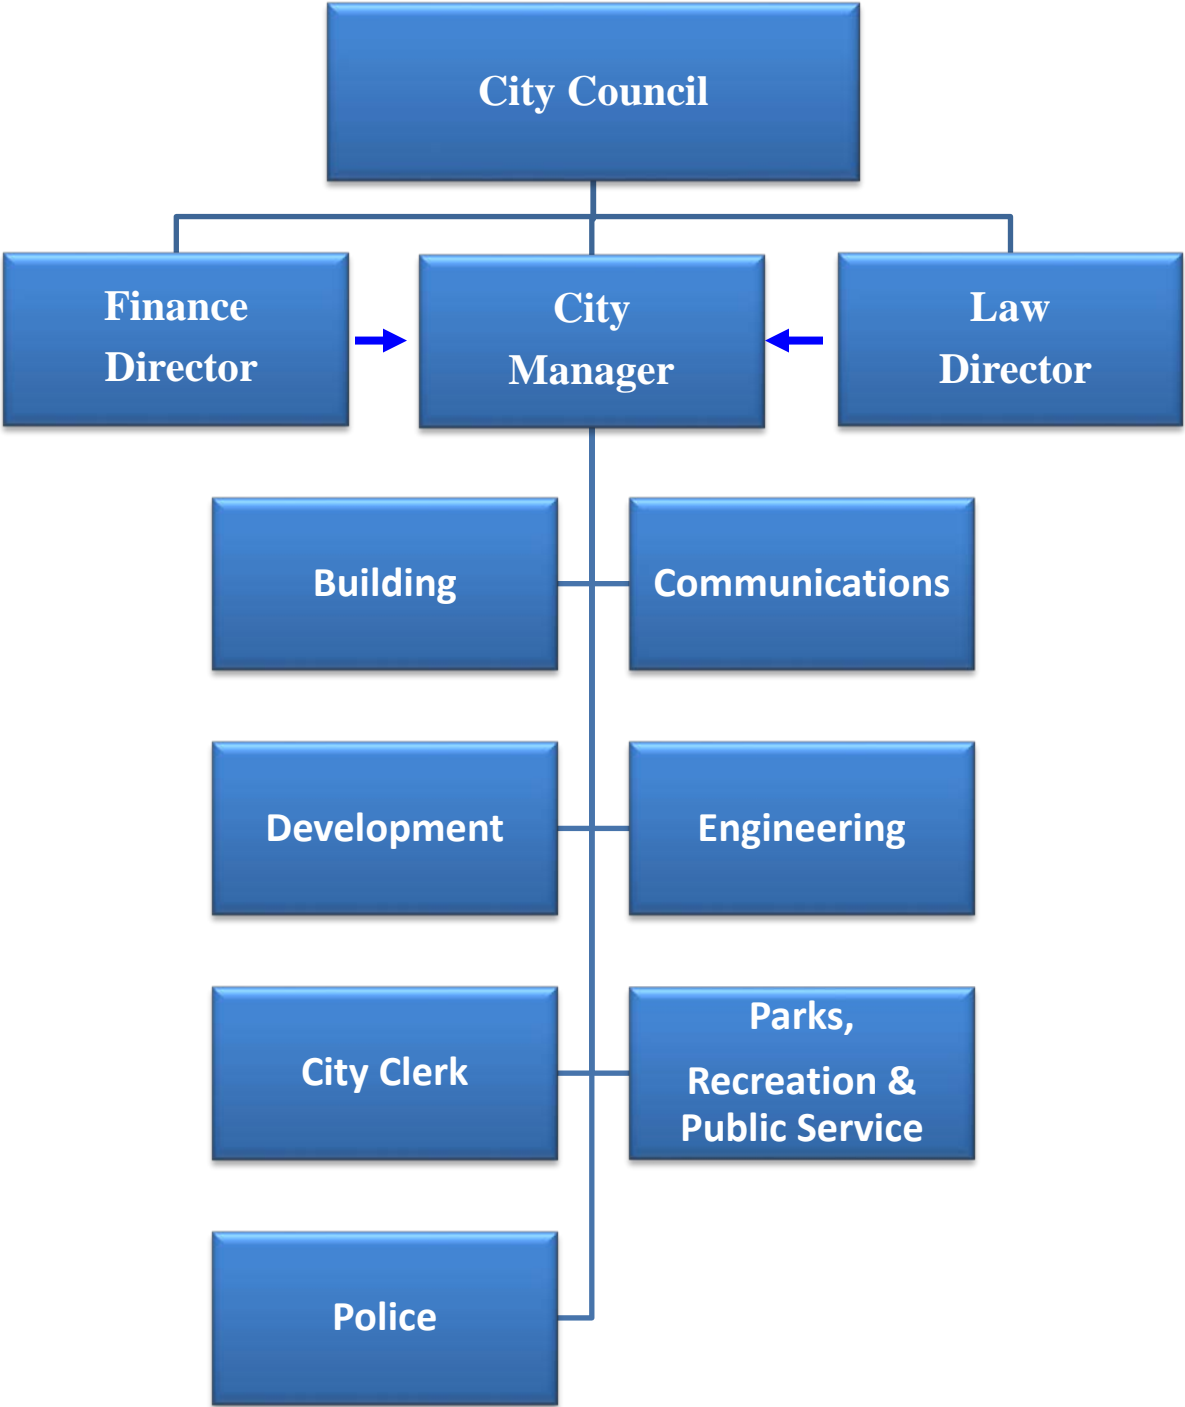 City Council
Finance
Director
City
Manager
Law
Director
Building
Communications
Development
Engineering
City Clerk
Parks,
Recreation &
Public Service
Police